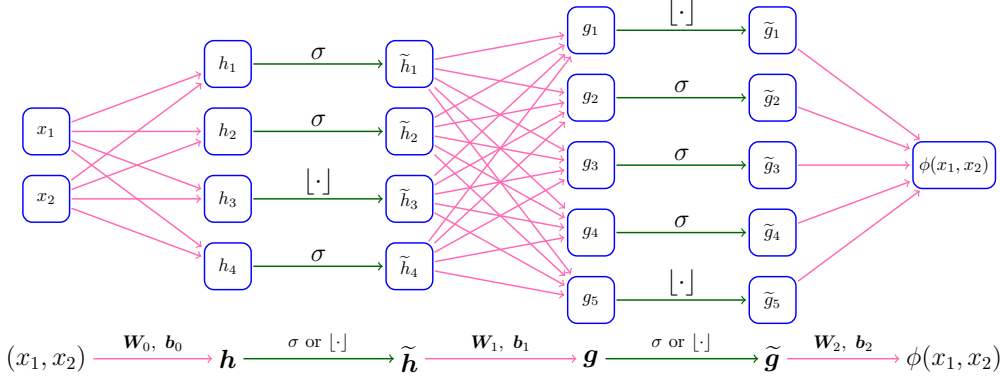 g₁ ⌊·⌋ g̃₁
h₁ σ h̃₁
g₂ σ g̃₂
x₁ h₂ σ h̃₂
g₃ σ g̃₃ ϕ(x₁, x₂)
x₂ h₃ ⌊·⌋ h̃₃
g₄ σ g̃₄
h₄ σ h̃₄
g₅ ⌊·⌋ g̃₅
(x₁, x₂) W₀, b₀ h σ or ⌊·⌋ h̃ W₁, b₁ g σ or ⌊·⌋ g̃ W₂, b₂ ϕ(x₁, x₂)